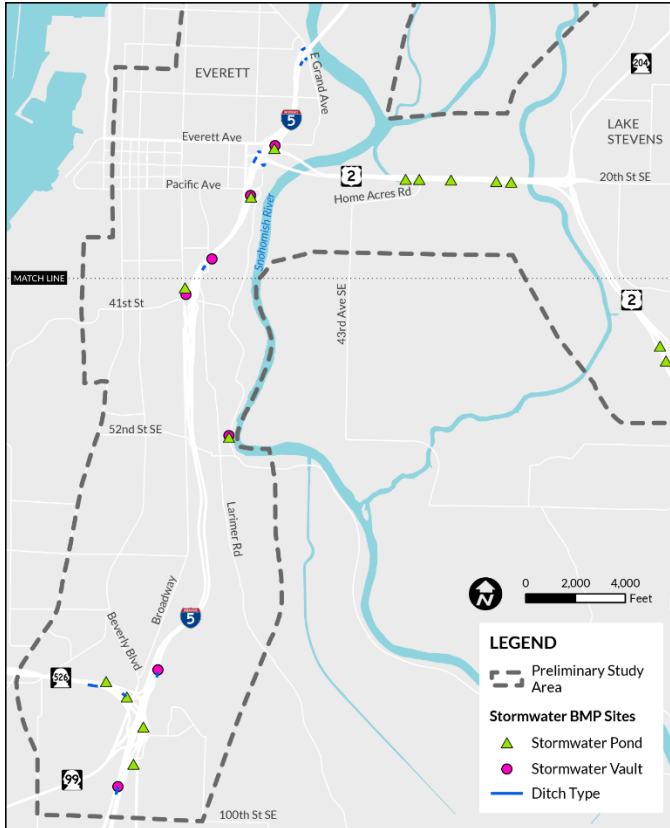 EVERETT
E Grand Ave
INTERSTATE
5
204
LAKE
STEVENS
Everett Ave
2
20th St SE
Pacific Ave
Home Acres Rd
Snohomish River
MATCH LINE
41st St
43rd Ave SE
2
52nd St SE
Larimer Rd
Broadway
Beverly Blvd
INTERSTATE
5
526
99
100th St SE
N
0 2,000 4,000
Feet
LEGEND
Preliminary Study
Area
Stormwater BMP Sites
Stormwater Pond
Stormwater Vault
Ditch Type